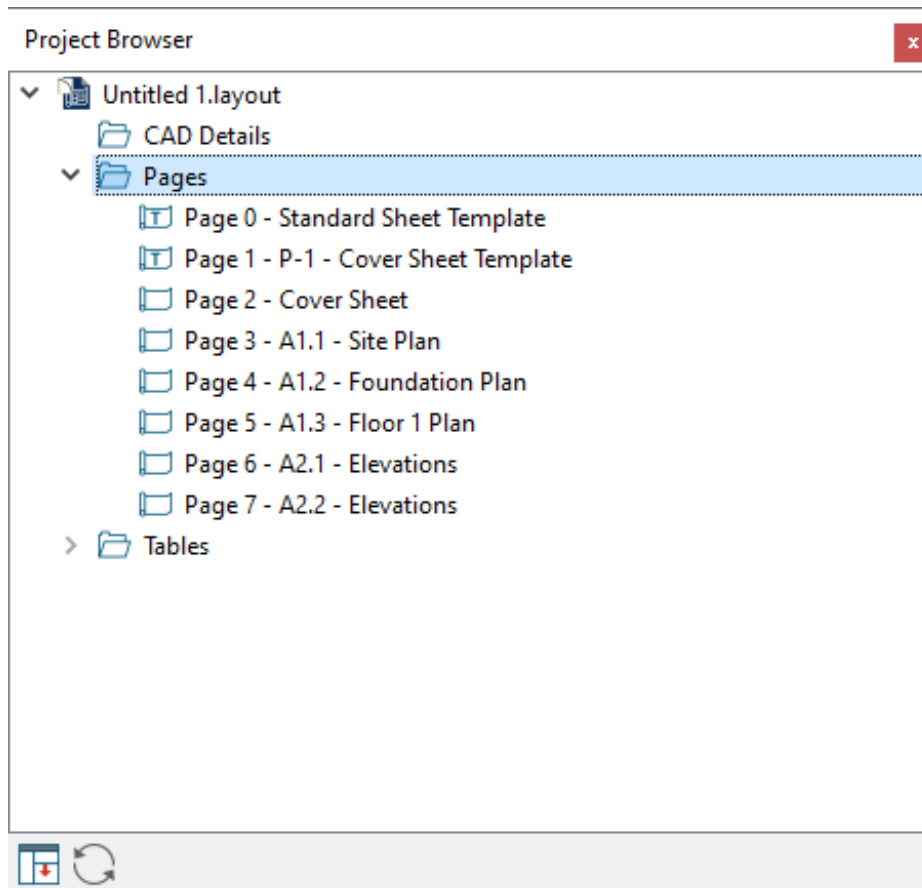 Project Browser
x
Untitled 1.layout
CAD Details
Pages
Page 0 - Standard Sheet Template
Page 1 - P-1 - Cover Sheet Template
Page 2 - Cover Sheet
Page 3 - A1.1 - Site Plan
Page 4 - A1.2 - Foundation Plan
Page 5 - A1.3 - Floor 1 Plan
Page 6 - A2.1 - Elevations
Page 7 - A2.2 - Elevations
Tables